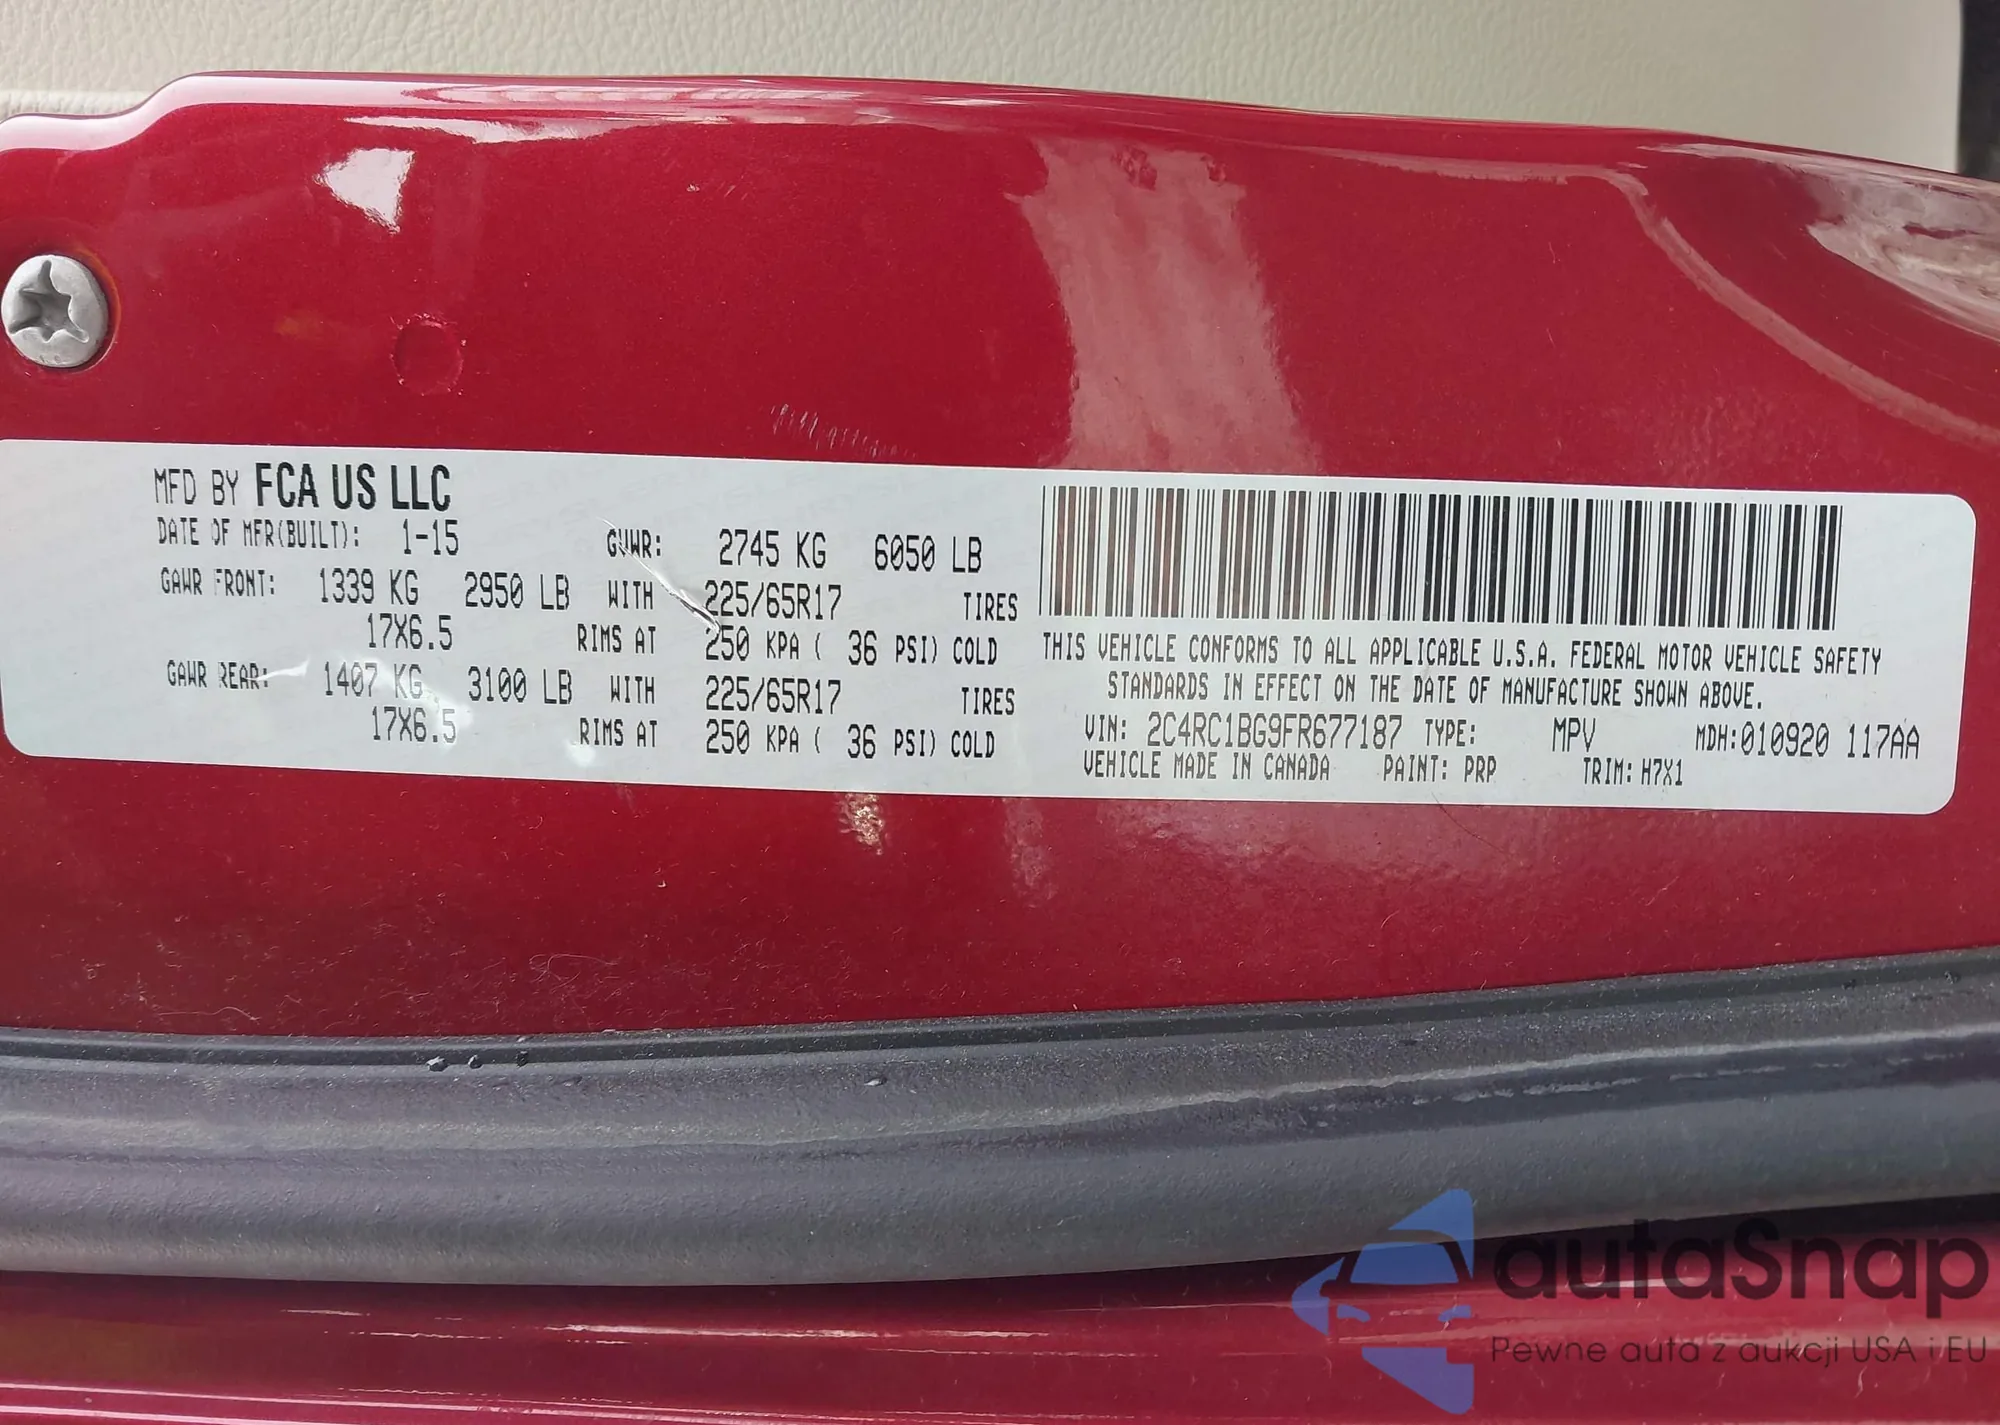 MFD BY FCA US LLC
DATE OF MFR(BUILT): 1-15
GVWR: 2745 KG 6050 LB
GAWR FRONT: 1339 KG 2950 LB WITH 225/65R17 TIRES
17X6.5 RIMS AT 250 KPA ( 36 PSI) COLD
GAWR REAR: 1407 KG 3100 LB WITH 225/65R17 TIRES
17X6.5 RIMS AT 250 KPA ( 36 PSI) COLD
THIS VEHICLE CONFORMS TO ALL APPLICABLE U.S.A. FEDERAL MOTOR VEHICLE SAFETY
STANDARDS IN EFFECT ON THE DATE OF MANUFACTURE SHOWN ABOVE.
VIN: 2C4RC1BG9FR677187 TYPE: MPV MDH:010920 117AA
VEHICLE MADE IN CANADA PAINT: PRP TRIM: H7X1
autaSnap
Pewne auta z aukcji USA i EU